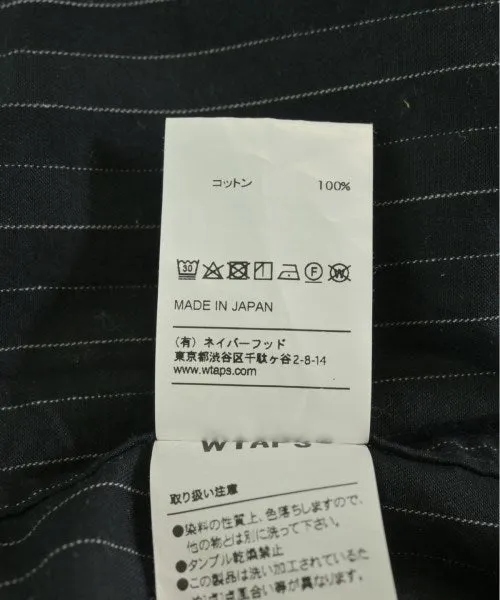 コットン 100%
30 F W
MADE IN JAPAN
(有) ネイバーフッド
東京都渋谷区千駄ヶ谷2-8-14
www.wtaps.com
WTAPS
取り扱い注意
●染料の性質上、色落ちしますので、
他の物とは別に洗って下さい。
●タンブル乾燥禁止
●この製品は洗い加工されているた